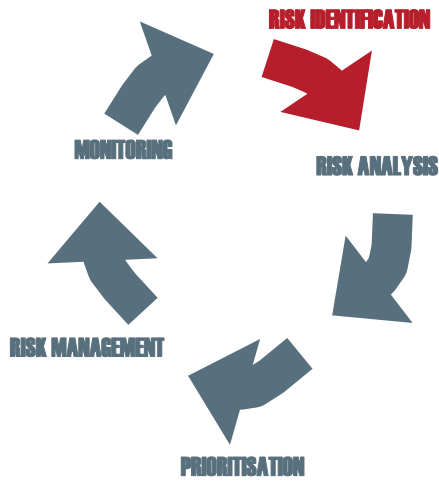 RISK IDENTIFICATION
RISK ANALYSIS
PRIORITISATION
RISK MANAGEMENT
MONITORING